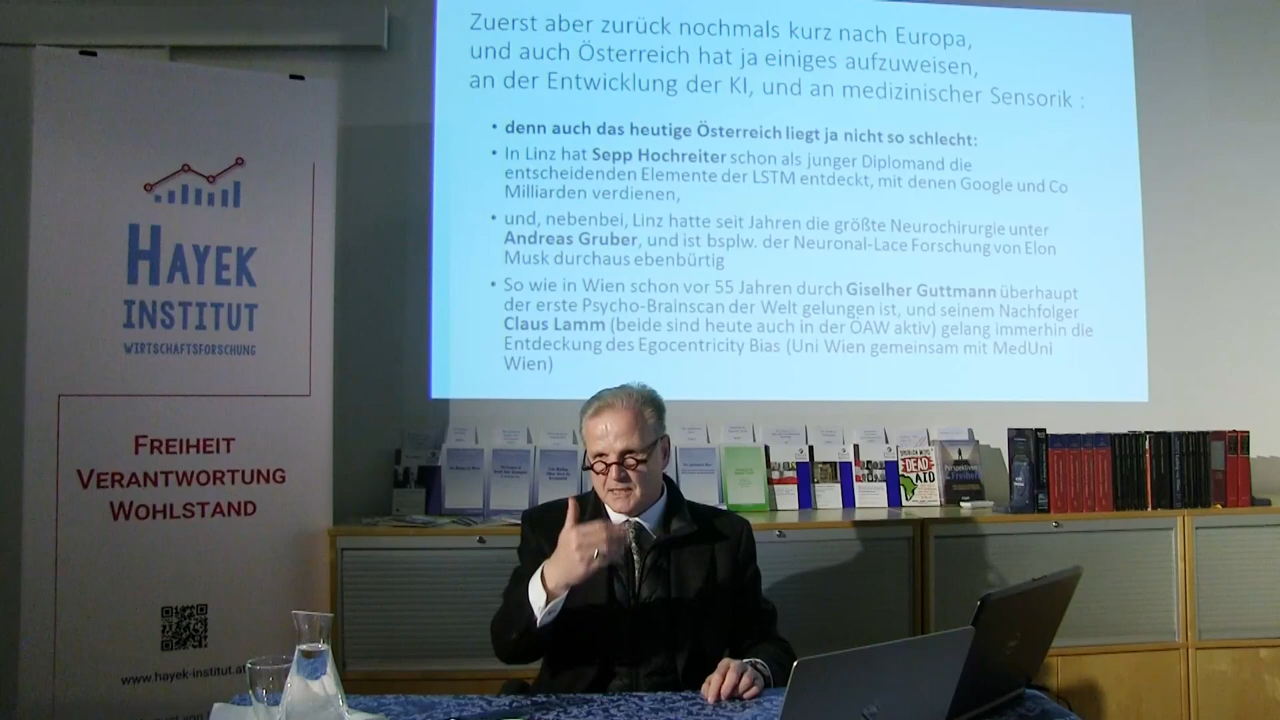 Zuerst aber zurück nochmals kurz nach Europa,
und auch Österreich hat ja einiges aufzuweisen,
an der Entwicklung der KI, und an medizinischer Sensorik :
• denn auch das heutige Österreich liegt ja nicht so schlecht:
• In Linz hat Sepp Hochreiter schon als junger Diplomand die
entscheidenden Elemente der LSTM entdeckt, mit denen Google und Co
Milliarden verdienen,
• und, nebenbei, Linz hatte seit Jahren die größte Neurochirurgie unter
Andreas Gruber, und ist bsplw. der Neuronal-Lace Forschung von Elon
Musk durchaus ebenbürtig
• So wie in Wien schon vor 55 Jahren durch Giselher Guttmann überhaupt
der erste Psycho-Brainscan der Welt gelungen ist, und seinem Nachfolger
Claus Lamm (beide sind heute auch in der ÖAW aktiv) gelang immerhin die
Entdeckung des Egocentricity Bias (Uni Wien gemeinsam mit MedUni
Wien)
HAYEK
INSTITUT
WIRTSCHAFTSFORSCHUNG
FREIHEIT
VERANTWORTUNG
WOHLSTAND
www.hayek-institut.at
DEAD
AID
Perspektiven
Freiheit